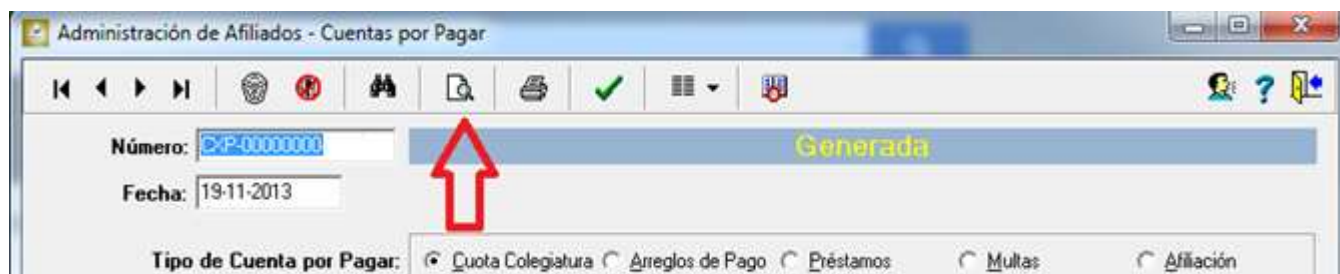 Administración de Afiliados - Cuentas por Pagar
Número: CXP-00000000 Generada
Fecha: 19-11-2013
Tipo de Cuenta por Pagar: Cuota Colegiatura Arreglos de Pago Préstamos Multas Afiliación